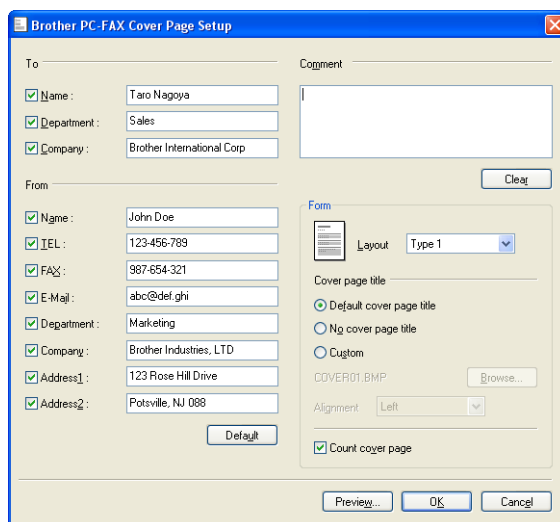 Brother PC-FAX Cover Page Setup
To
Name : Taro Nagoya
Department : Sales
Company : Brother International Corp
From
Name : John Doe
TEL : 123-456-789
FAX : 987-654-321
E-Mail : abc@def.ghi
Department : Marketing
Company : Brother Industries, LTD
Address1 : 123 Rose Hill Drive
Address2 : Potsville, NJ 088
Default
Comment
Clear
Form
Layout Type 1
Cover page title
Default cover page title
No cover page title
Custom
COVER01.BMP Browse...
Alignment Left
Count cover page
Preview... OK Cancel